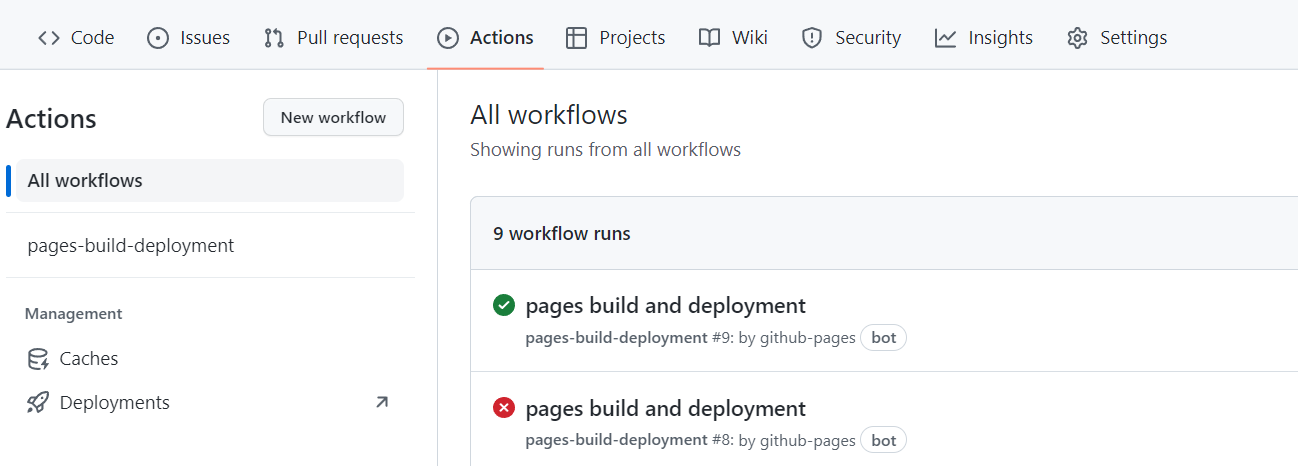 Code Issues Pull requests Actions Projects Wiki Security Insights Settings
Actions
New workflow
All workflows
pages-build-deployment
Management
Caches
Deployments
All workflows
Showing runs from all workflows
9 workflow runs
pages build and deployment
pages-build-deployment #9: by github-pages bot
pages build and deployment
pages-build-deployment #8: by github-pages bot